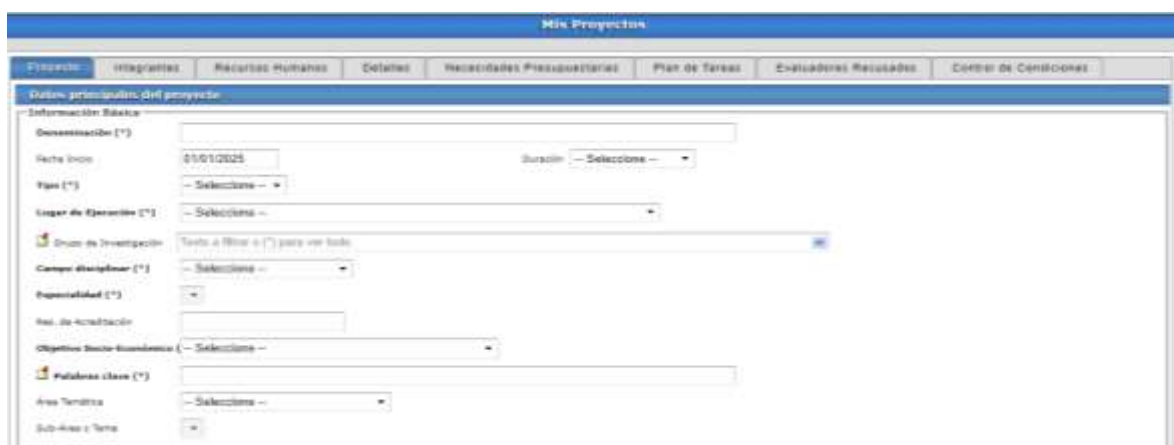 Mis Proyectos
Proyecto Integrantes Recursos Humanos Detalles Necesidades Presupuestarias Plan de Tareas Evaluadores Recusados Control de Condiciones
Datos principales del proyecto
Información Básica
Denominación (*)
Fecha Inicio 01/01/2025 Duración -- Seleccione --
Tipo (*) -- Seleccione --
Lugar de Ejecución (*) -- Seleccione --
Grupo de Investigación Texto a filtrar o (*) para ver todo
Campo disciplinar (*) -- Seleccione --
Especialidad (*)
Res. de Acreditación
Objetivo Socio-Económico ( -- Seleccione --
Palabras clave (*)
Área Temática -- Seleccione --
Sub-Area o Tema